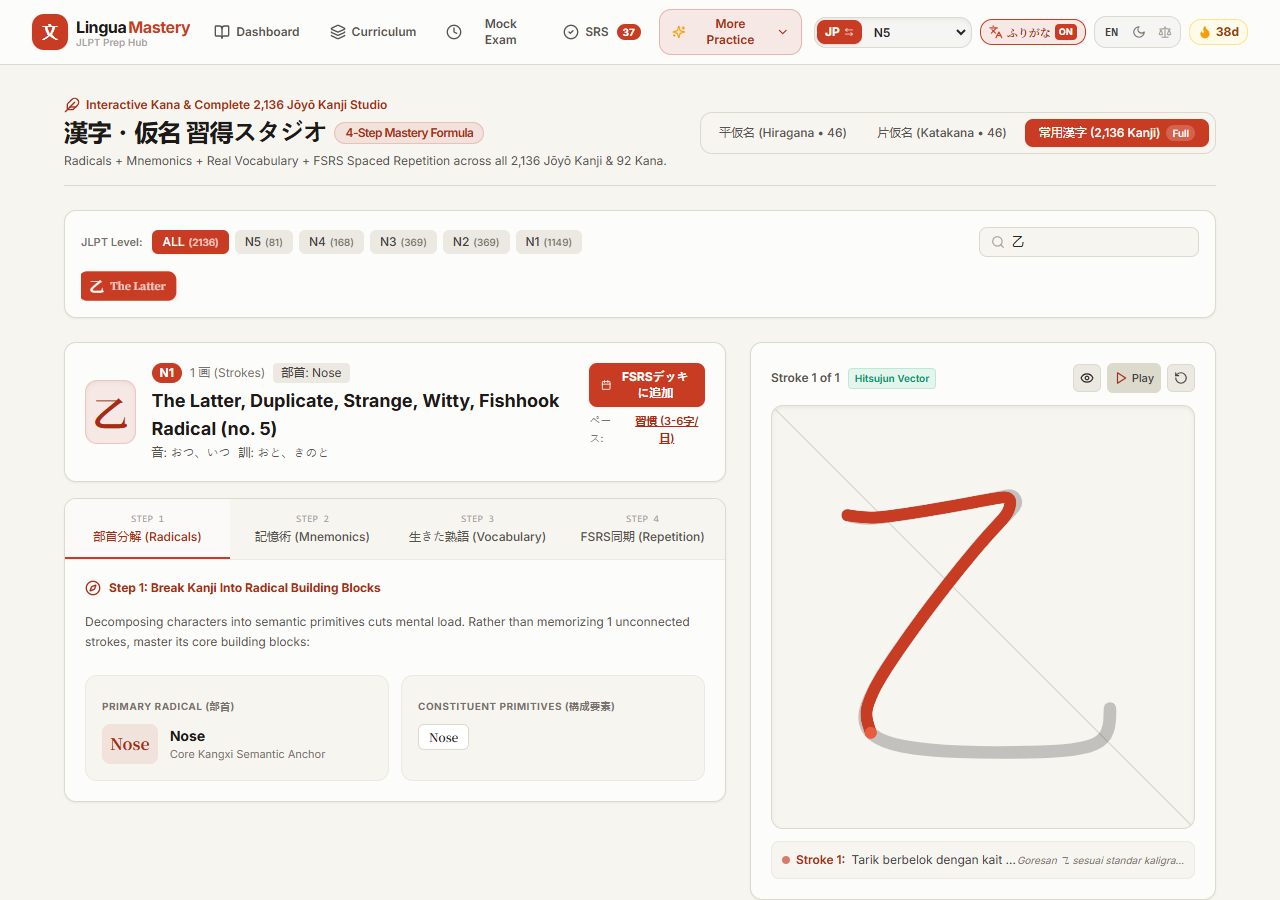 文 LinguaMastery
JLPT Prep Hub
Dashboard
Curriculum
Mock Exam
SRS 37
More Practice
JP N5
ふりがな ON
EN
38d
Interactive Kana & Complete 2,136 Jōyō Kanji Studio
漢字・仮名 習得スタジオ 4-Step Mastery Formula
Radicals + Mnemonics + Real Vocabulary + FSRS Spaced Repetition across all 2,136 Jōyō Kanji & 92 Kana.
平仮名 (Hiragana • 46) 片仮名 (Katakana • 46) 常用漢字 (2,136 Kanji) Full
JLPT Level: ALL (2136) N5 (81) N4 (168) N3 (369) N2 (369) N1 (1149)
乙
乙 The Latter
乙
N1 1 画 (Strokes) 部首: Nose
The Latter, Duplicate, Strange, Witty, Fishhook
Radical (no. 5)
音: おつ、いつ 訓: おと、きのと
FSRSデッキ
に追加
ペース: 習慣 (3-6字/日)
STEP 1
部首分解 (Radicals)
STEP 2
記憶術 (Mnemonics)
STEP 3
生きた熟語 (Vocabulary)
STEP 4
FSRS同期 (Repetition)
Step 1: Break Kanji Into Radical Building Blocks
Decomposing characters into semantic primitives cuts mental load. Rather than memorizing 1 unconnected
strokes, master its core building blocks:
PRIMARY RADICAL (部首)
Nose
Nose
Core Kangxi Semantic Anchor
CONSTITUENT PRIMITIVES (構成要素)
Nose
Stroke 1 of 1 Hitsujun Vector
Play
Stroke 1: Tarik berbelok dengan kait ... Goresan ㇠ sesuai standar kaligra...